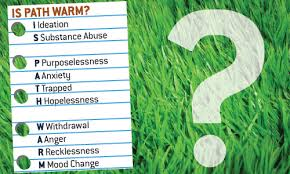 IS PATH WARM?
I Ideation
S Substance Abuse
P Purposelessness
A Anxiety
T Trapped
H Hopelessness
W Withdrawal
A Anger
R Recklessness
M Mood Change
?